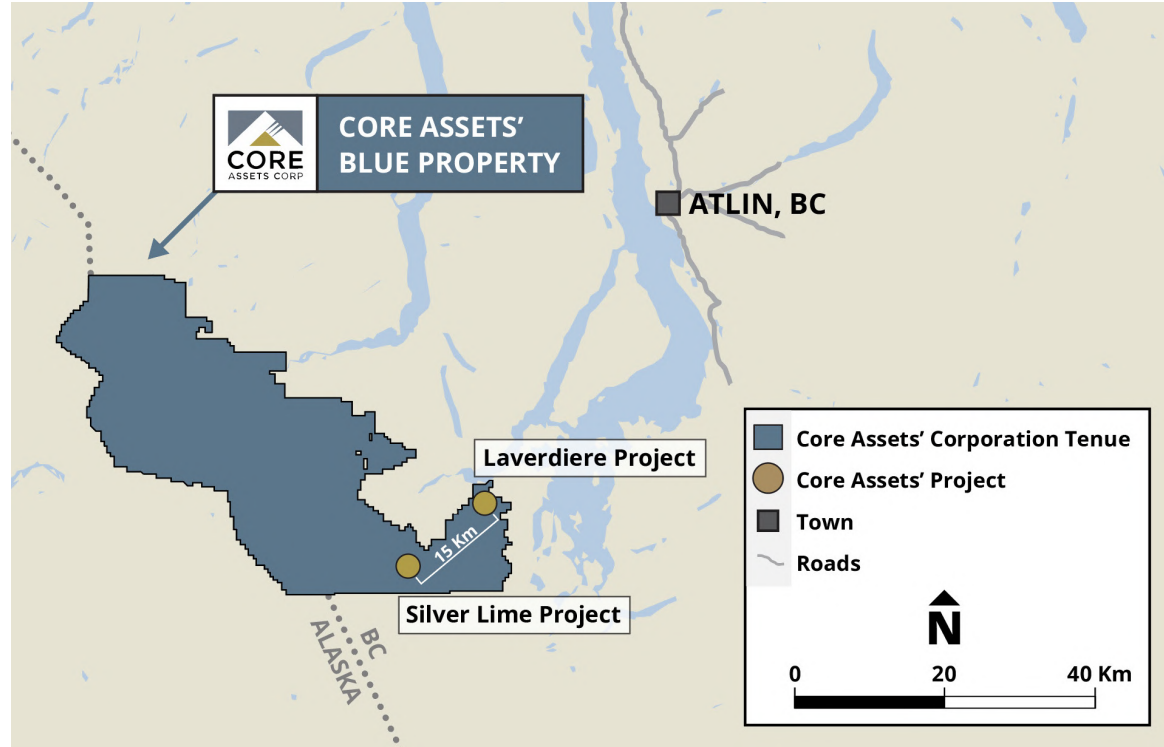 CORE
ASSETS CORP
CORE ASSETS’
BLUE PROPERTY
ATLIN, BC
Laverdiere Project
15 Km
Silver Lime Project
BC
ALASKA
Core Assets’ Corporation Tenue
Core Assets’ Project
Town
Roads
N
0 20 40 Km